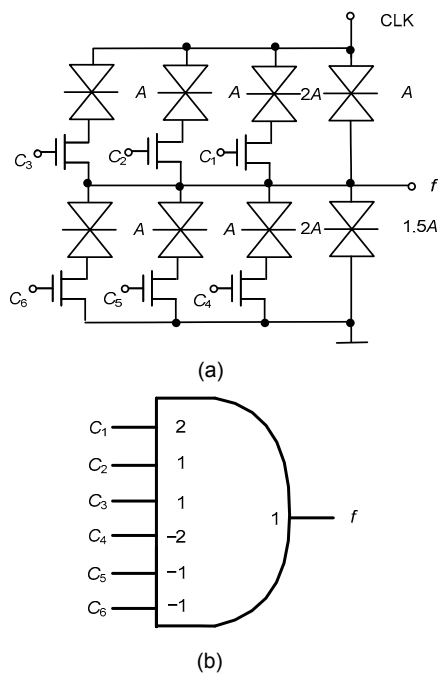 CLK
A A 2A A
C3 C2 C1
f
A A 2A 1.5A
C6 C5 C4
(a)
C1 2
C2 1
C3 1
1 f
C4 −2
C5 −1
C6 −1
(b)